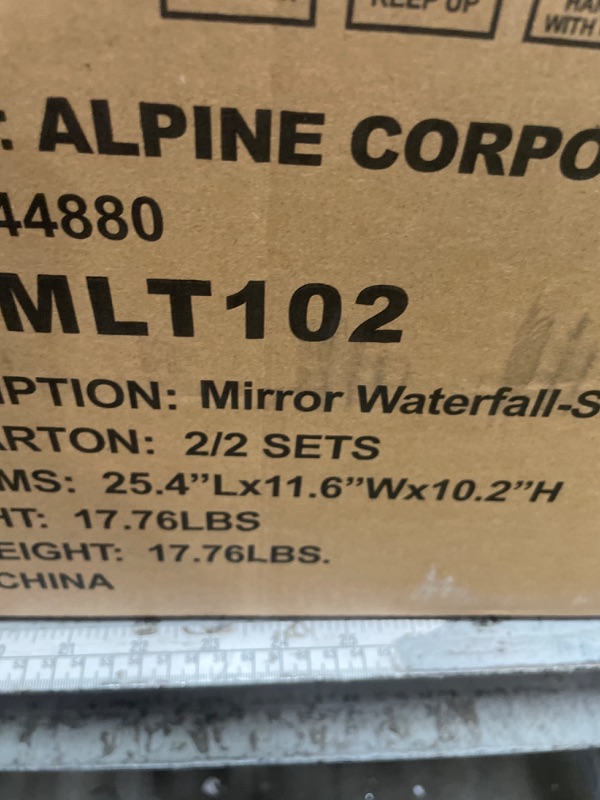 KEEP UP
HAN
WITH
: ALPINE CORPO
44880
MLT102
IPTION: Mirror Waterfall-S
ARTON: 2/2 SETS
MS: 25.4”Lx11.6”Wx10.2”H
HT: 17.76LBS
EIGHT: 17.76LBS.
CHINA